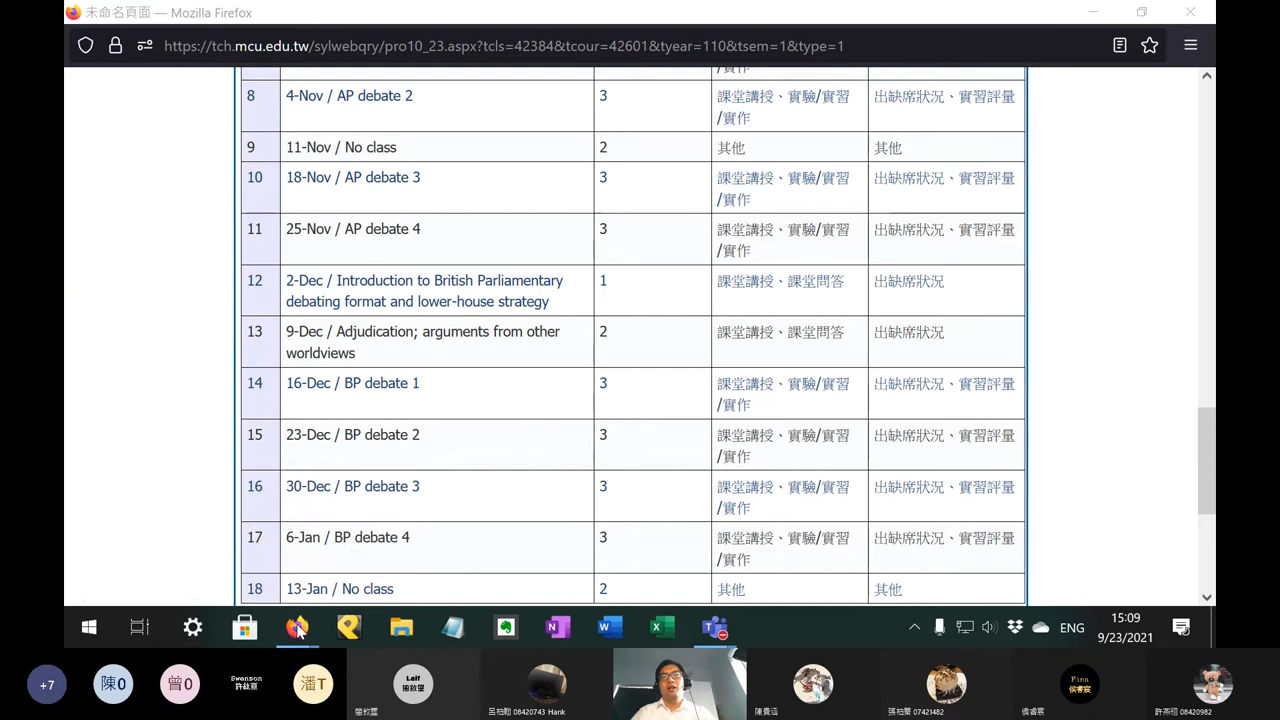 未命名頁面 — Mozilla Firefox
https://tch.mcu.edu.tw/sylwebqry/pro10_23.aspx?tcls=42384&tcour=42601&tyear=110&tsem=1&type=1
8 4-Nov / AP debate 2 3 課堂講授、實驗/實習 出缺席狀況、實習評量
/實作
9 11-Nov / No class 2 其他 其他
10 18-Nov / AP debate 3 3 課堂講授、實驗/實習 出缺席狀況、實習評量
/實作
11 25-Nov / AP debate 4 3 課堂講授、實驗/實習 出缺席狀況、實習評量
/實作
12 2-Dec / Introduction to British Parliamentary 1 課堂講授、課堂問答 出缺席狀況
debating format and lower-house strategy
13 9-Dec / Adjudication; arguments from other 2 課堂講授、課堂問答 出缺席狀況
worldviews
14 16-Dec / BP debate 1 3 課堂講授、實驗/實習 出缺席狀況、實習評量
/實作
15 23-Dec / BP debate 2 3 課堂講授、實驗/實習 出缺席狀況、實習評量
/實作
16 30-Dec / BP debate 3 3 課堂講授、實驗/實習 出缺席狀況、實習評量
/實作
17 6-Jan / BP debate 4 3 課堂講授、實驗/實習 出缺席狀況、實習評量
/實作
18 13-Jan / No class 2 其他 其他
ENG
15:09
9/23/2021
+7 陳0 曾0 Swenson 潘T Leif
08420743 Hank 07421482 Finn 08420982